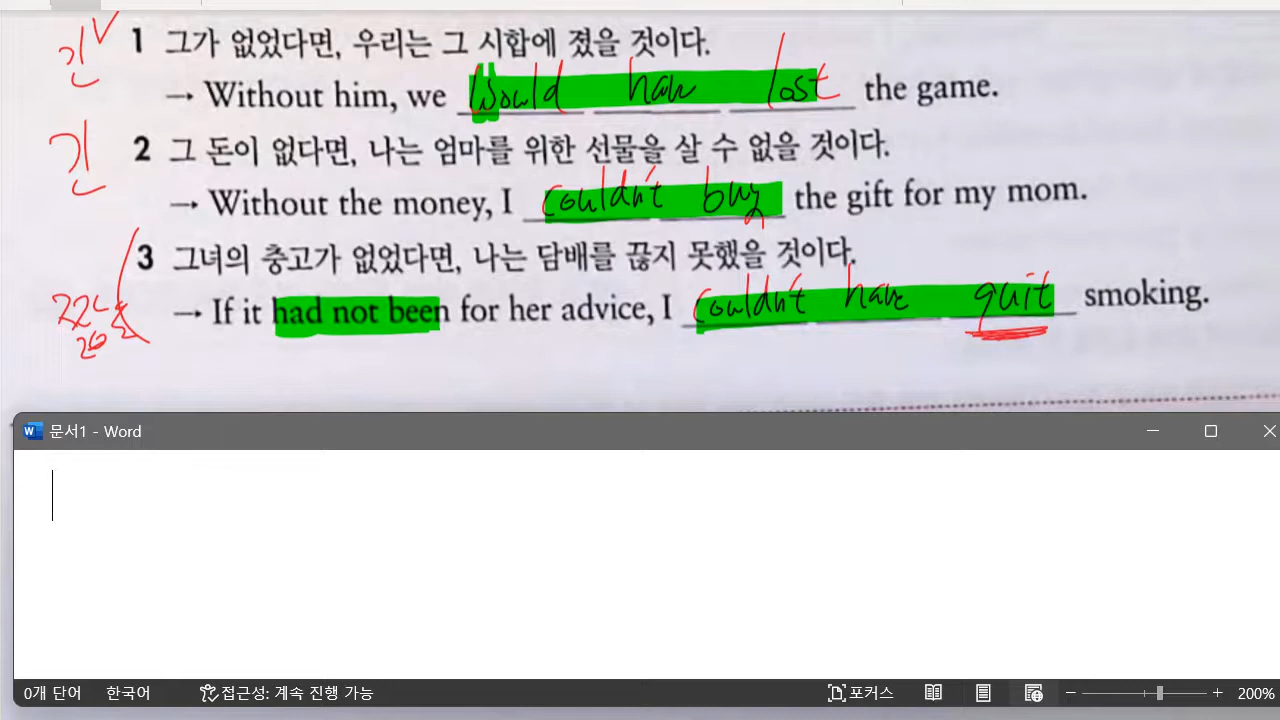 긴 ✓ 1 그가 없었다면, 우리는 그 시합에 졌을 것이다.
→ Without him, we would have lost the game.
긴 2 그 돈이 없다면, 나는 엄마를 위한 선물을 살 수 없을 것이다.
→ Without the money, I couldn't buy the gift for my mom.
3 그녀의 충고가 없었다면, 나는 담배를 끊지 못했을 것이다.
→ If it had not been for her advice, I couldn't have quit smoking.
문서1 - Word
0개 단어 한국어 접근성: 계속 진행 가능 포커스 200%